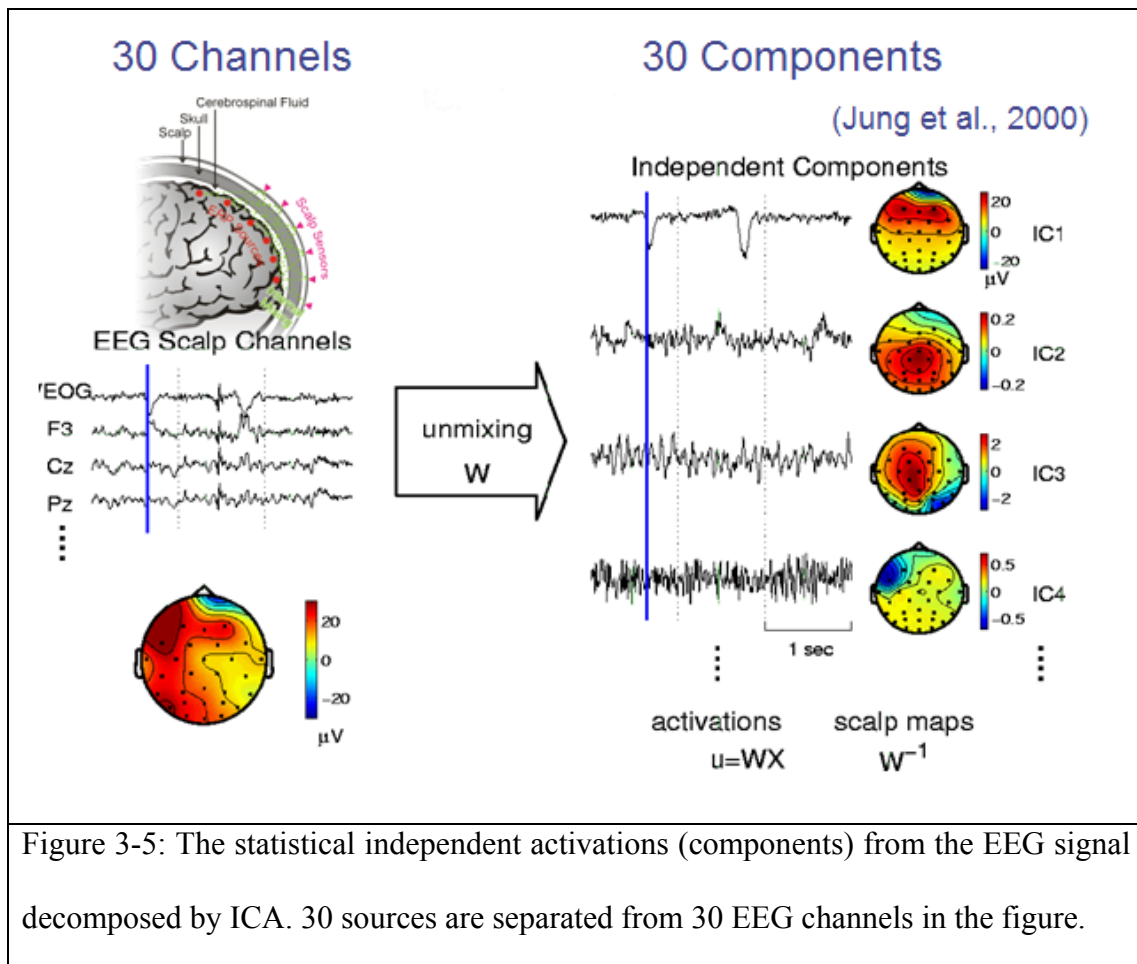 30 Channels
30 Components
(Jung et al., 2000)
Cerebrospinal Fluid
Skull
Scalp
ERP Sources
Scalp Sensors
EEG Scalp Channels
VEOG
F3
Cz
Pz
20
0
-20
μV
unmixing
W
Independent Components
20
0
-20
μV
IC1
0.2
0
-0.2
IC2
2
0
-2
IC3
0.5
0
-0.5
IC4
1 sec
activations
u=WX
scalp maps
W⁻¹
Figure 3-5: The statistical independent activations (components) from the EEG signal
decomposed by ICA. 30 sources are separated from 30 EEG channels in the figure.